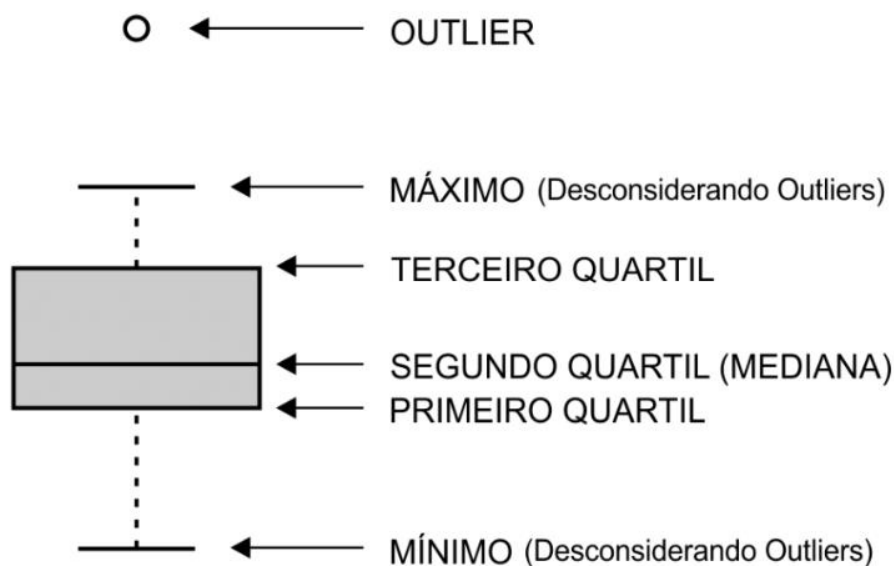 OUTLIER
MÁXIMO (Desconsiderando Outliers)
TERCEIRO QUARTIL
SEGUNDO QUARTIL (MEDIANA)
PRIMEIRO QUARTIL
MÍNIMO (Desconsiderando Outliers)